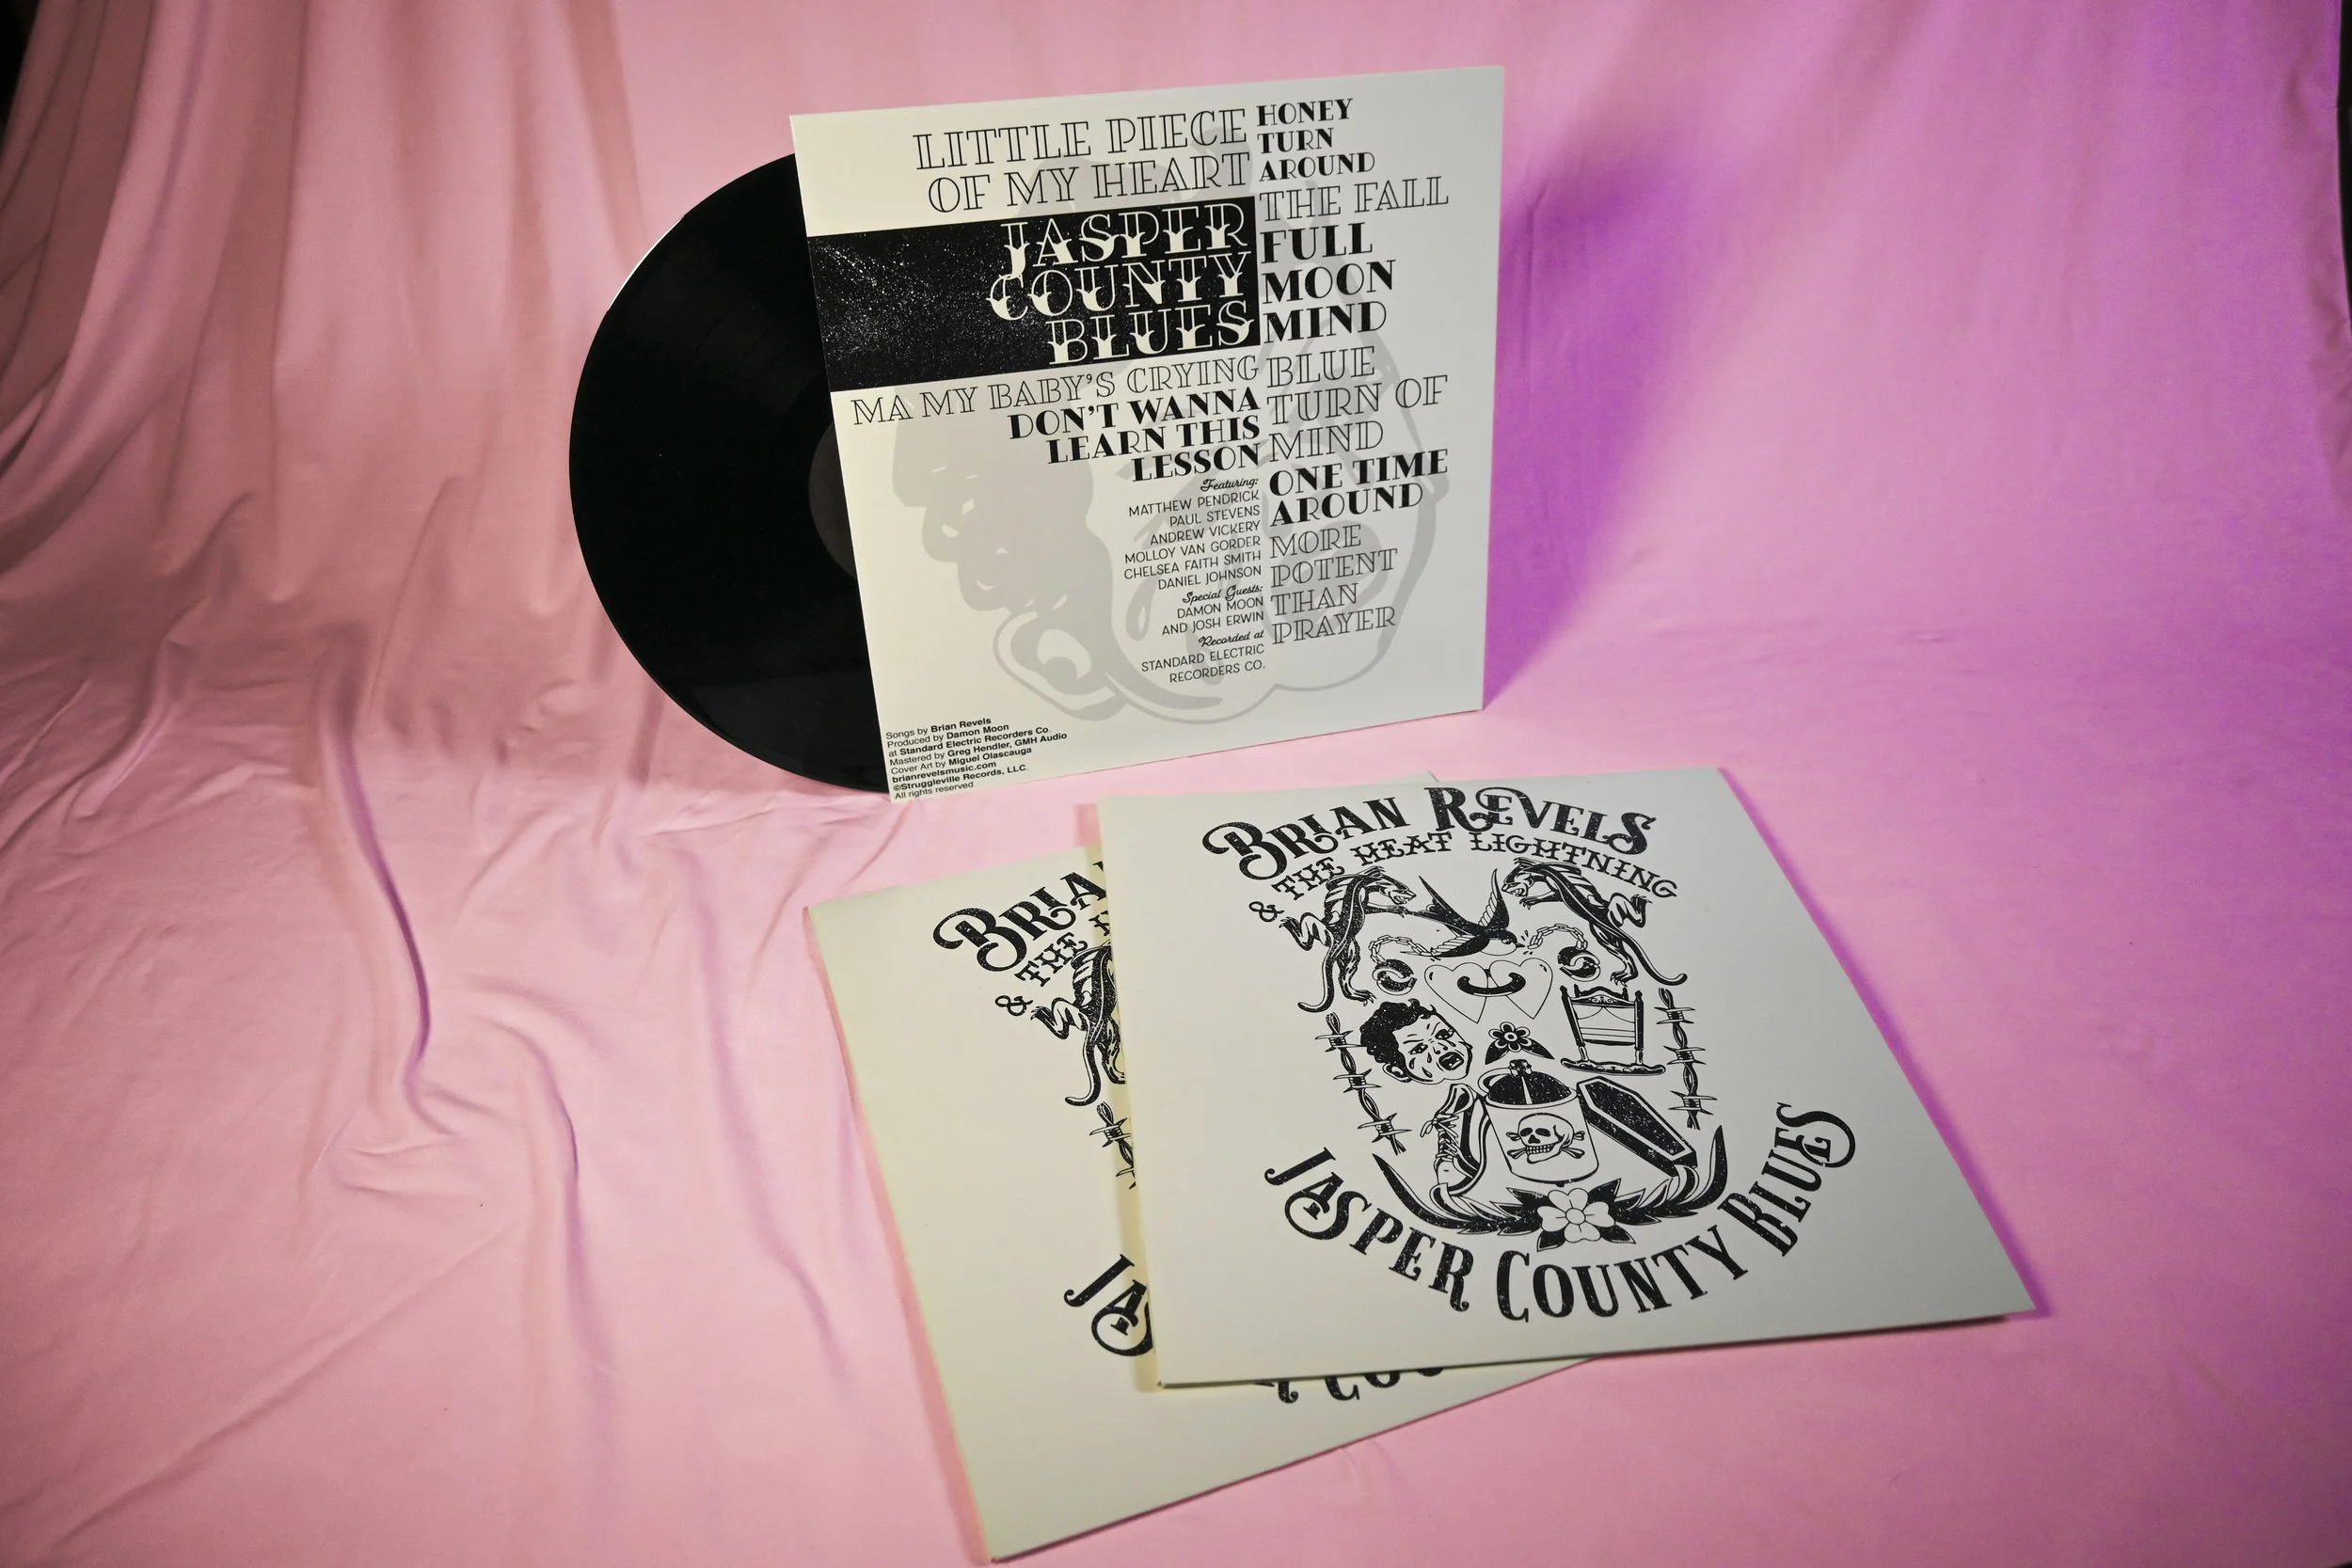 LITTLE PIECE
OF MY HEART
JASPER
COUNTY
BLUES
MA MY BABY'S CRYING
DON'T WANNA
LEARN THIS
LESSON
Featuring:
MATTHEW PENDRICK
PAUL STEVENS
ANDREW VICKERY
MOLLOY VAN GORDER
CHELSEA FAITH SMITH
DANIEL JOHNSON
Special Guests:
DAMON MOON
AND JOSH ERWIN
Recorded at
STANDARD ELECTRIC
RECORDERS CO.
HONEY
TURN
AROUND
THE FALL
FULL
MOON
MIND
BLUE
TURN OF
MIND
ONE TIME
AROUND
MORE
POTENT
THAN
PRAYER
Songs by Brian Revels
Produced by Damon Moon
at Standard Electric Recorders Co.
Mastered by Greg Hendler, GMH Audio
Cover Art by Miguel Olascauga
brianrevelsmusic.com
©Struggleville Records, LLC.
All rights reserved
BRIAN REVELS
& THE HEAT LIGHTNING
JASPER COUNTY BLUES
BRIA
& THE
JAS
COU